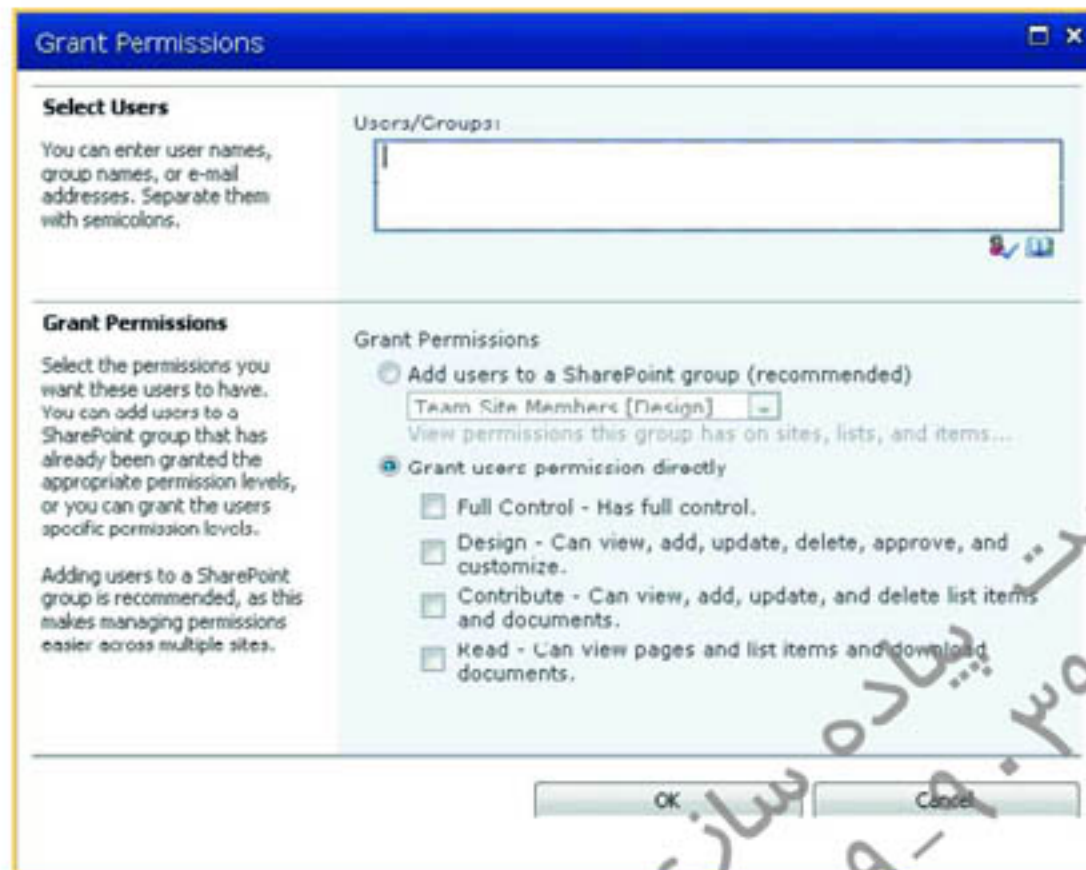 Grant Permissions
Select Users
You can enter user names,
group names, or e-mail
addresses. Separate them
with semicolons.
Users/Groups:
Grant Permissions
Select the permissions you
want these users to have.
You can add users to a
SharePoint group that has
already been granted the
appropriate permission levels,
or you can grant the users
specific permission levels.
Adding users to a SharePoint
group is recommended, as this
makes managing permissions
easier across multiple sites.
Grant Permissions
Add users to a SharePoint group (recommended)
Team Site Members [Design]
View permissions this group has on sites, lists, and items...
Grant users permission directly
Full Control - Has full control.
Design - Can view, add, update, delete, approve, and
customize.
Contribute - Can view, add, update, and delete list items
and documents.
Read - Can view pages and list items and download
documents.
OK
Cancel
پیاده سازی